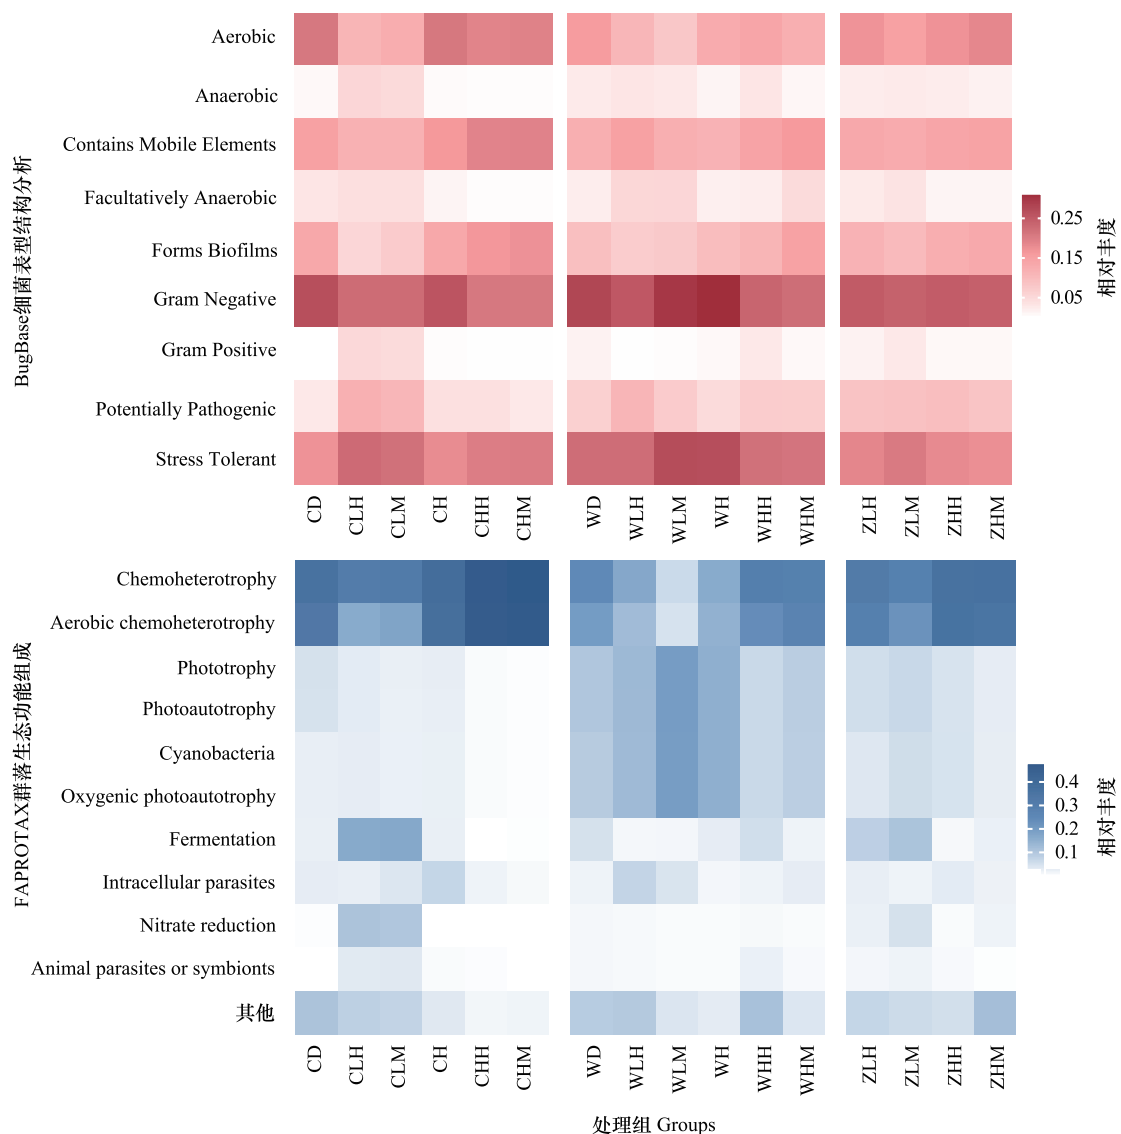 BugBase细菌表型结构分析
Aerobic
Anaerobic
Contains Mobile Elements
Facultatively Anaerobic
Forms Biofilms
Gram Negative
Gram Positive
Potentially Pathogenic
Stress Tolerant
CD CLH CLM CH CHH CHM WD WLH WLM WH WHH WHM ZLH ZLM ZHH ZHM
0.25
0.15
0.05
相对丰度
FAPROTAX群落生态功能组成
Chemoheterotrophy
Aerobic chemoheterotrophy
Phototrophy
Photoautotrophy
Cyanobacteria
Oxygenic photoautotrophy
Fermentation
Intracellular parasites
Nitrate reduction
Animal parasites or symbionts
其他
CD CLH CLM CH CHH CHM WD WLH WLM WH WHH WHM ZLH ZLM ZHH ZHM
0.4
0.3
0.2
0.1
相对丰度
处理组 Groups